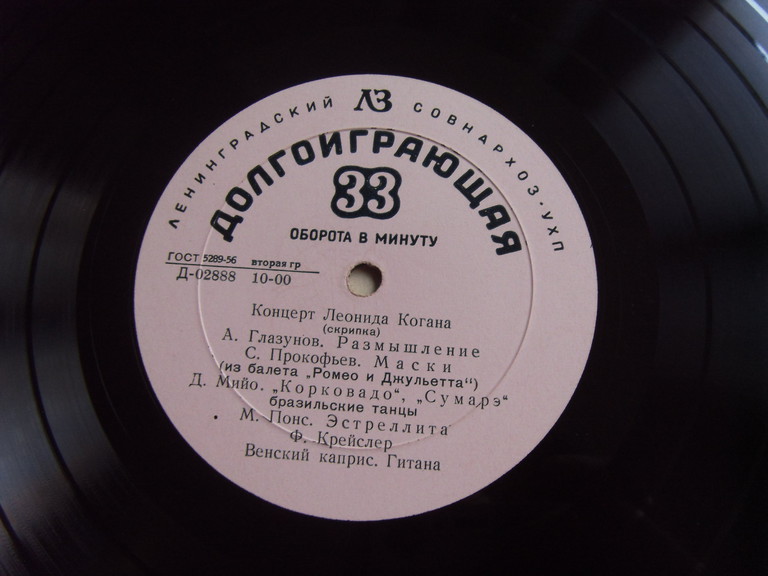 ЛЕНИНГРАДСКИЙ ЛЗ СОВНАРХОЗ·УХП
ДОЛГОИГРАЮЩАЯ
33
ОБОРОТА В МИНУТУ
ГОСТ 5289-56 вторая гр
Д-02888 10-00
Концерт Леонида Когана
(скрипка)
А. Глазунов. Размышление
С. Прокофьев. Маски
(из балета „Ромео и Джульетта“)
Д. Мийо. „Корковадо“, „Сумарэ“
бразильские танцы
М. Понс. Эстреллита
Ф. Крейслер
Венский каприс. Гитана